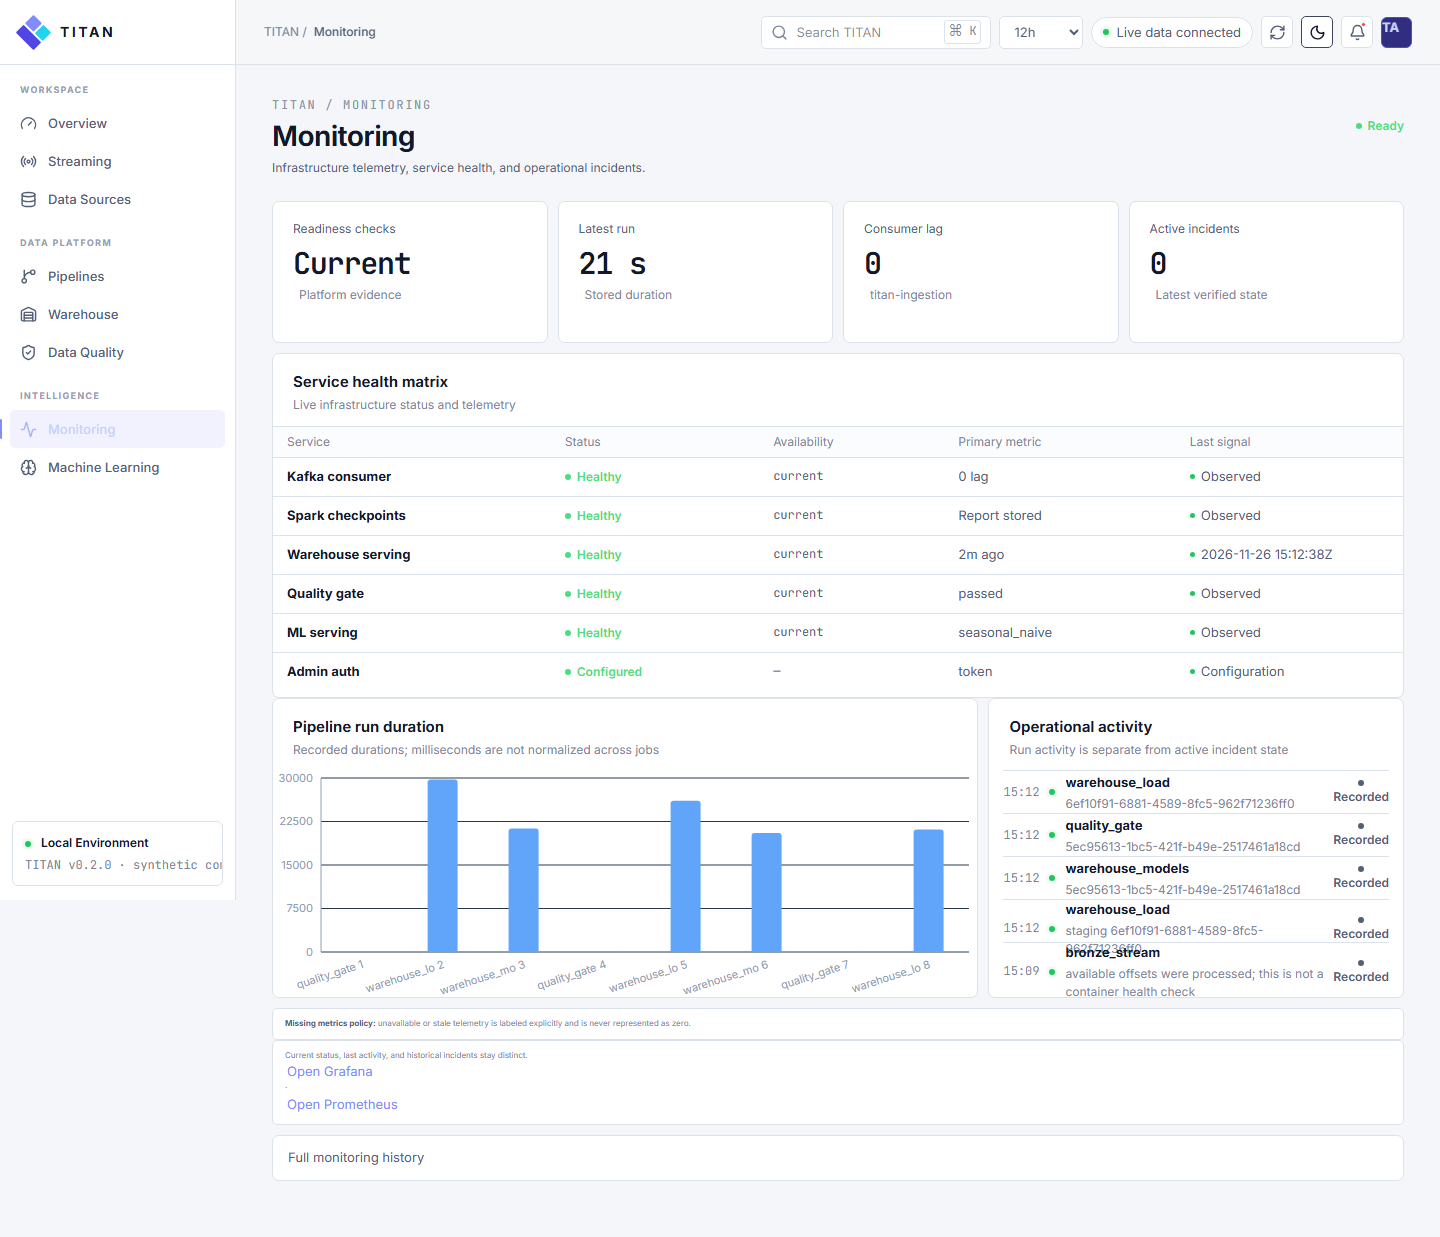 TITAN
TITAN / Monitoring
Search TITAN
⌘ K
12h
Live data connected
TA
WORKSPACE
Overview
Streaming
Data Sources
DATA PLATFORM
Pipelines
Warehouse
Data Quality
INTELLIGENCE
Monitoring
Machine Learning
Local Environment
TITAN v0.2.0 · synthetic co
TITAN / MONITORING
Monitoring
Infrastructure telemetry, service health, and operational incidents.
Ready
Readiness checks
Current
Platform evidence
Latest run
21 s
Stored duration
Consumer lag
0
titan-ingestion
Active incidents
0
Latest verified state
Service health matrix
Live infrastructure status and telemetry
Service Status Availability Primary metric Last signal
Kafka consumer Healthy current 0 lag Observed
Spark checkpoints Healthy current Report stored Observed
Warehouse serving Healthy current 2m ago 2026-11-26 15:12:38Z
Quality gate Healthy current passed Observed
ML serving Healthy current seasonal_naive Observed
Admin auth Configured — token Configuration
Pipeline run duration
Recorded durations; milliseconds are not normalized across jobs
30000
22500
15000
7500
0
quality_gate 1
warehouse_lo 2
warehouse_mo 3
quality_gate 4
warehouse_lo 5
warehouse_mo 6
quality_gate 7
warehouse_lo 8
Operational activity
Run activity is separate from active incident state
15:12 warehouse_load
6ef10f91-6881-4589-8fc5-962f71236ff0
Recorded
15:12 quality_gate
5ec95613-1bc5-421f-b49e-2517461a18cd
Recorded
15:12 warehouse_models
5ec95613-1bc5-421f-b49e-2517461a18cd
Recorded
15:12 warehouse_load
staging 6ef10f91-6881-4589-8fc5-
962f71236ff0
Recorded
15:09 bronze_stream
available offsets were processed; this is not a
container health check
Recorded
Missing metrics policy: unavailable or stale telemetry is labeled explicitly and is never represented as zero.
Current status, last activity, and historical incidents stay distinct.
Open Grafana
·
Open Prometheus
Full monitoring history